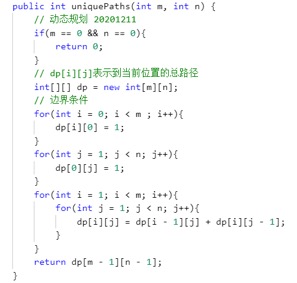 public int uniquePaths(int m, int n) {
// 动态规划 20201211
if(m == 0 && n == 0){
return 0;
}
// dp[i][j]表示到当前位置的总路径
int[][] dp = new int[m][n];
// 边界条件
for(int i = 0; i < m ; i++){
dp[i][0] = 1;
}
for(int j = 1; j < n; j++){
dp[0][j] = 1;
}
for(int i = 1; i < m; i++){
for(int j = 1; j < n; j++){
dp[i][j] = dp[i - 1][j] + dp[i][j - 1];
}
}
return dp[m - 1][n - 1];
}